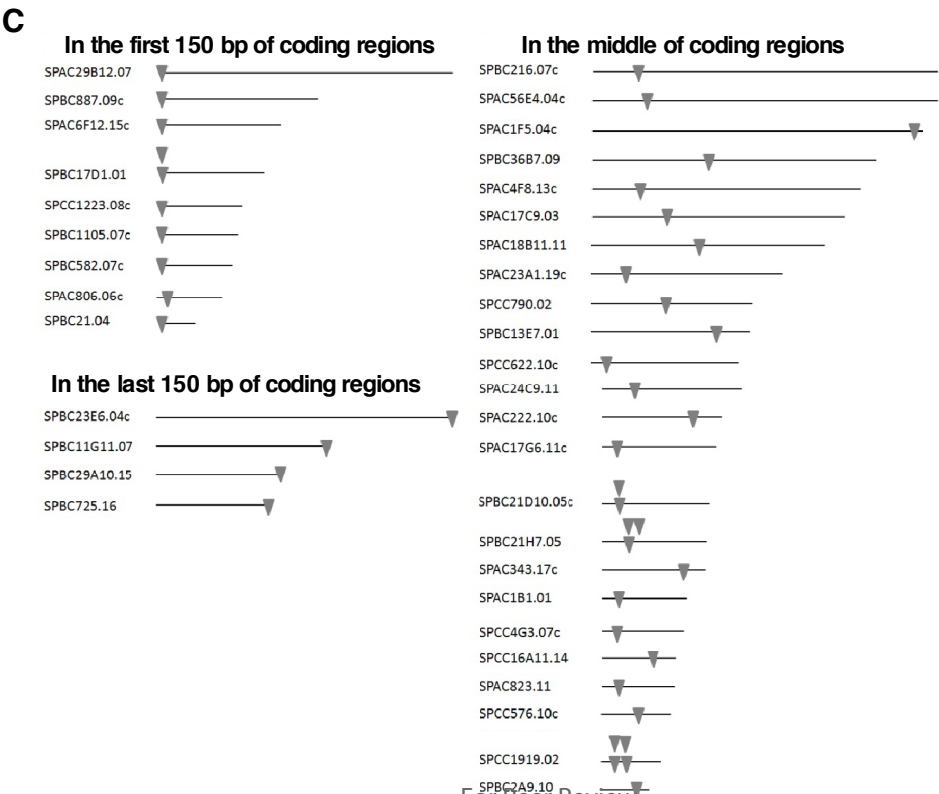 C
In the first 150 bp of coding regions
SPAC29B12.07
SPBC887.09c
SPAC6F12.15c
SPBC17D1.01
SPCC1223.08c
SPBC1105.07c
SPBC582.07c
SPAC806.06c
SPBC21.04
In the last 150 bp of coding regions
SPBC23E6.04c
SPBC11G11.07
SPBC29A10.15
SPBC725.16
In the middle of coding regions
SPBC216.07c
SPAC56E4.04c
SPAC1F5.04c
SPBC36B7.09
SPAC4F8.13c
SPAC17C9.03
SPAC18B11.11
SPAC23A1.19c
SPCC790.02
SPBC13E7.01
SPCC622.10c
SPAC24C9.11
SPAC222.10c
SPAC17G6.11c
SPBC21D10.05c
SPBC21H7.05
SPAC343.17c
SPAC1B1.01
SPCC4G3.07c
SPCC16A11.14
SPAC823.11
SPCC576.10c
SPCC1919.02
SPBC2A9.10
For Peer Review